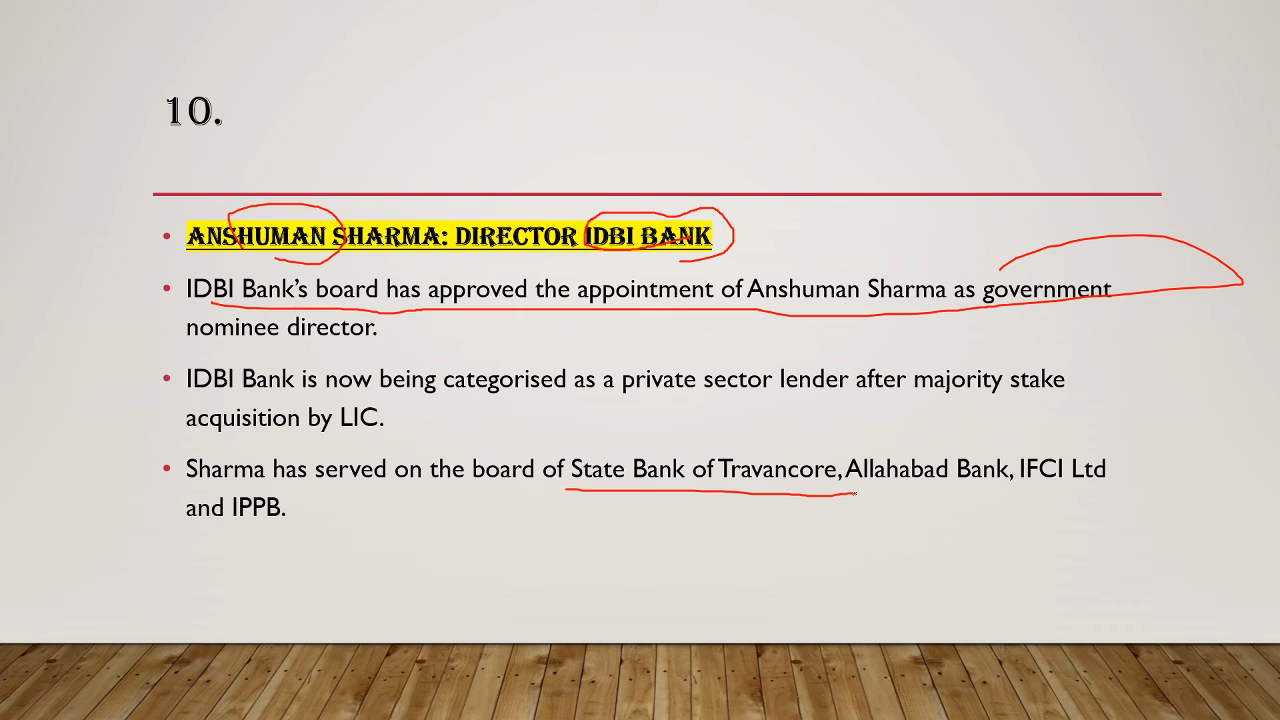 10.
• ANSHUMAN SHARMA: DIRECTOR IDBI BANK
• IDBI Bank’s board has approved the appointment of Anshuman Sharma as government
nominee director.
• IDBI Bank is now being categorised as a private sector lender after majority stake
acquisition by LIC.
• Sharma has served on the board of State Bank of Travancore, Allahabad Bank, IFCI Ltd
and IPPB.